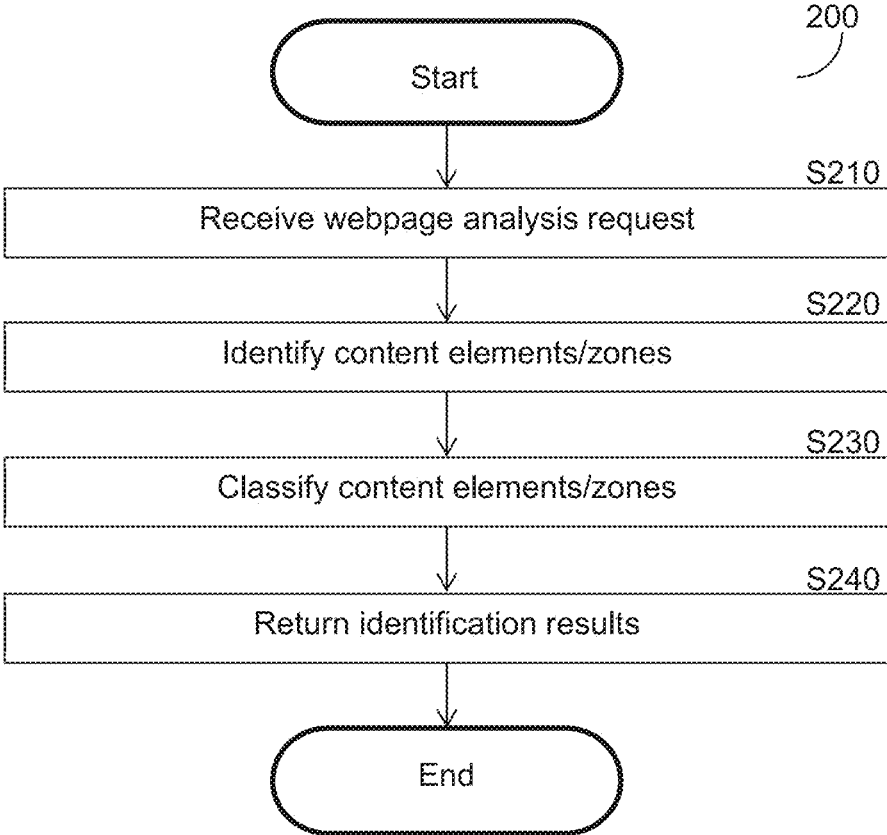 200
Start
S210
Receive webpage analysis request
S220
Identify content elements/zones
S230
Classify content elements/zones
S240
Return identification results
End